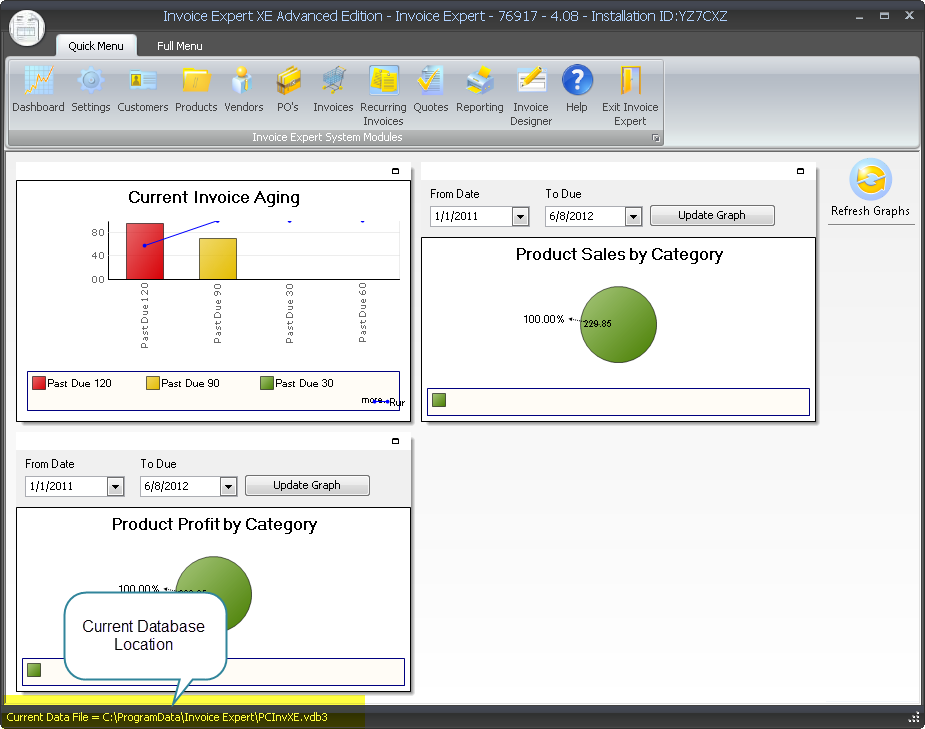 Invoice Expert XE Advanced Edition - Invoice Expert - 76917 - 4.08 - Installation ID:YZ7CXZ
Quick Menu
Full Menu
Dashboard
Settings
Customers
Products
Vendors
PO's
Invoices
Recurring
Invoices
Quotes
Reporting
Invoice
Designer
Help
Exit Invoice
Expert
Invoice Expert System Modules
Current Invoice Aging
80
40
00
Past Due 120
Past Due 90
Past Due 30
Past Due 60
Past Due 120
Past Due 90
Past Due 30
more..
Rur
From Date
To Due
1/1/2011
6/8/2012
Update Graph
Product Sales by Category
100.00%
229.85
Refresh Graphs
From Date
To Due
1/1/2011
6/8/2012
Update Graph
Product Profit by Category
100.00%
Current Database
Location
Current Data File = C:\ProgramData\Invoice Expert\PCInvXE.vdb3